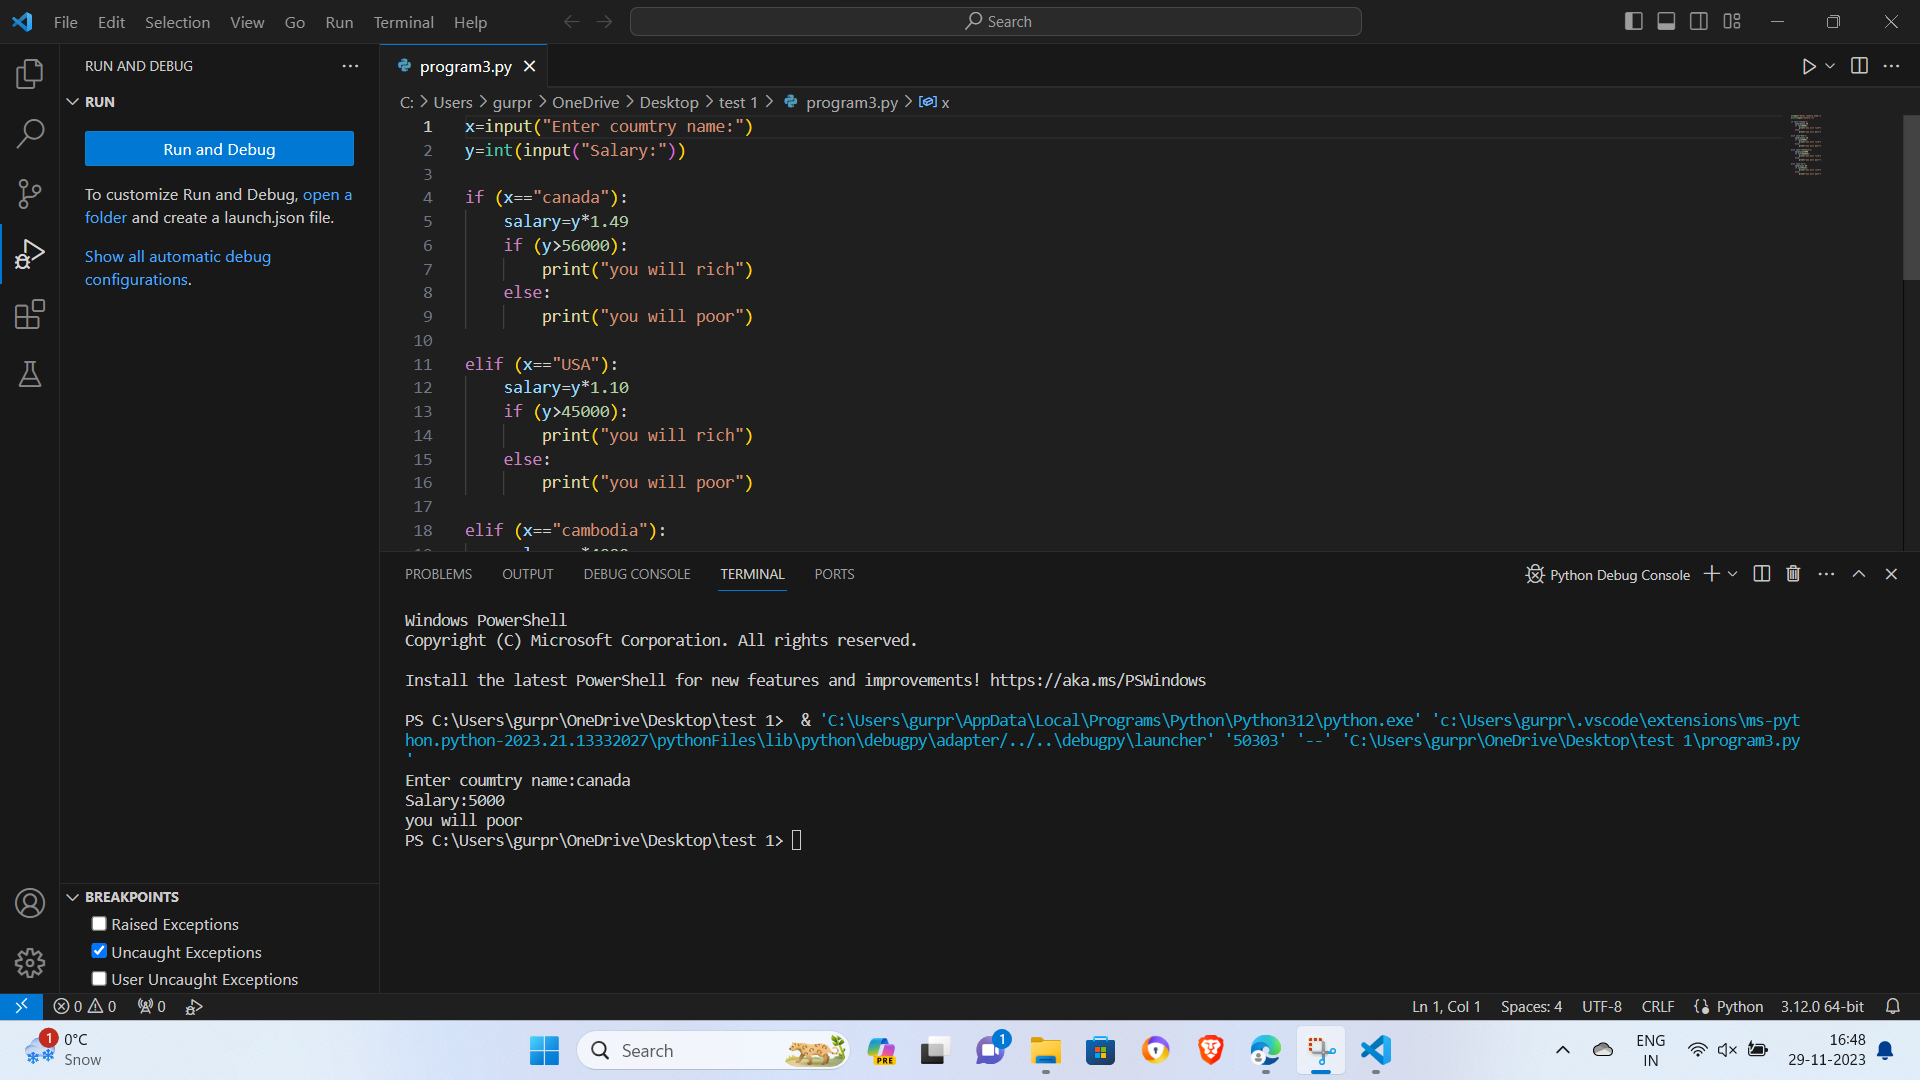 File Edit Selection View Go Run Terminal Help
Search
RUN AND DEBUG
RUN
Run and Debug
To customize Run and Debug, open a
folder and create a launch.json file.
Show all automatic debug
configurations.
BREAKPOINTS
Raised Exceptions
Uncaught Exceptions
User Uncaught Exceptions
program3.py
C: > Users > gurpr > OneDrive > Desktop > test 1 > program3.py > x
1 x=input("Enter coumtry name:")
2 y=int(input("Salary:"))
3
4 if (x=="canada"):
5 salary=y*1.49
6 if (y>56000):
7 print("you will rich")
8 else:
9 print("you will poor")
10
11 elif (x=="USA"):
12 salary=y*1.10
13 if (y>45000):
14 print("you will rich")
15 else:
16 print("you will poor")
17
18 elif (x=="cambodia"):
PROBLEMS OUTPUT DEBUG CONSOLE TERMINAL PORTS
Python Debug Console
Windows PowerShell
Copyright (C) Microsoft Corporation. All rights reserved.
Install the latest PowerShell for new features and improvements! https://aka.ms/PSWindows
PS C:\Users\gurpr\OneDrive\Desktop\test 1> & 'C:\Users\gurpr\AppData\Local\Programs\Python\Python312\python.exe' 'c:\Users\gurpr\.vscode\extensions\ms-pyt
hon.python-2023.21.13332027\pythonFiles\lib\python\debugpy\adapter/../..\debugpy\launcher' '50303' '--' 'C:\Users\gurpr\OneDrive\Desktop\test 1\program3.py
'
Enter coumtry name:canada
Salary:5000
you will poor
PS C:\Users\gurpr\OneDrive\Desktop\test 1>
0 0 0
Ln 1, Col 1 Spaces: 4 UTF-8 CRLF Python 3.12.0 64-bit
1
0°C
Snow
Search
PRE
1
ENG
IN
16:48
29-11-2023